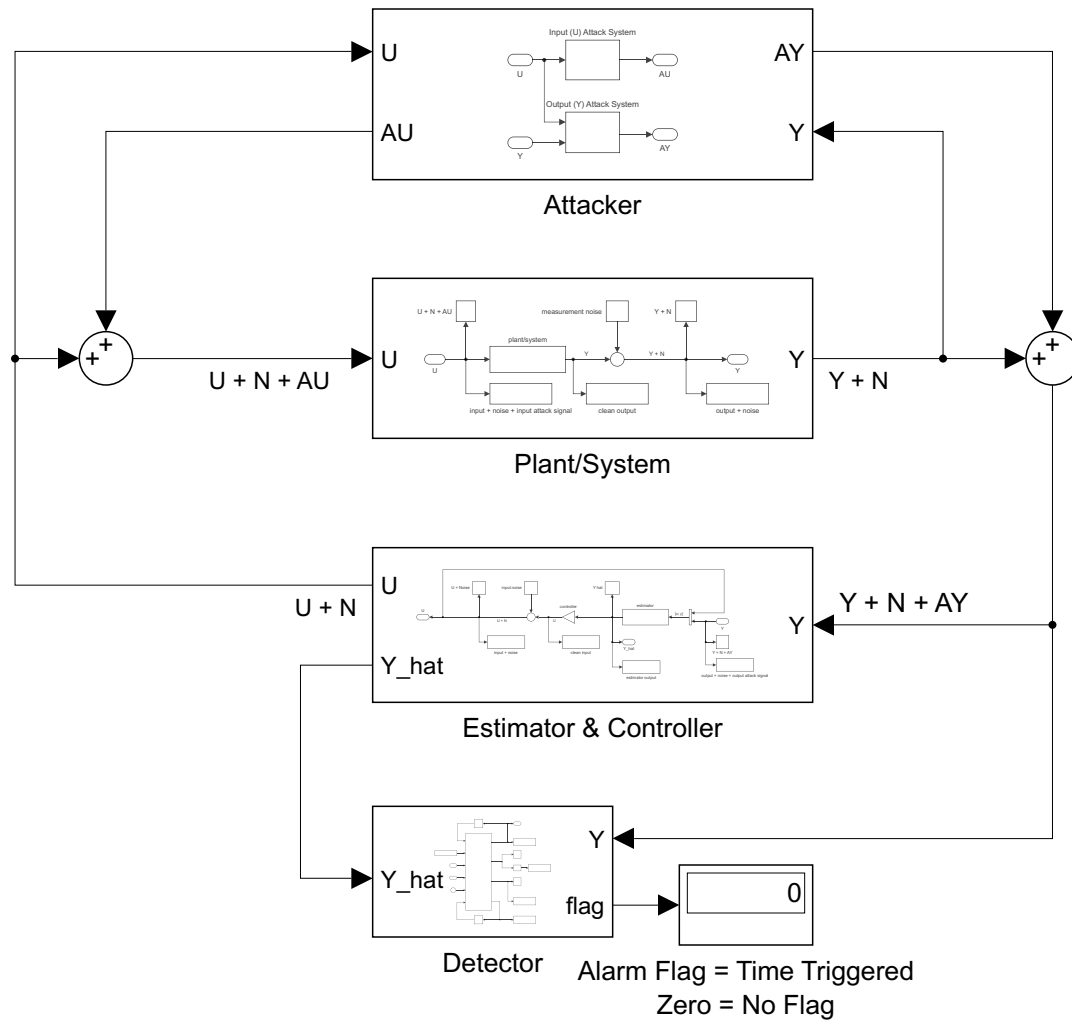 Input (U) Attack System
U
AU
Output (Y) Attack System
Y
AY
U
AU
AY
Y
Attacker
U + N + AU
measurement noise
Y + N
plant/system
U
Y
Y + N
Y
input + noise + input attack signal
clean output
output + noise
U
Y
+
+
+
+
U + N + AU
Y + N
Plant/System
U + Noise
input noise
Y hat
controller
estimator
U
U + N
U
[u; y]
Y
input + noise
clean input
Y_hat
Y + N + AY
estimator output
output + noise + output attack signal
U
Y_hat
Y
U + N
Y + N + AY
Estimator & Controller
Y_hat
Y
flag
0
Detector
Alarm Flag = Time Triggered
Zero = No Flag